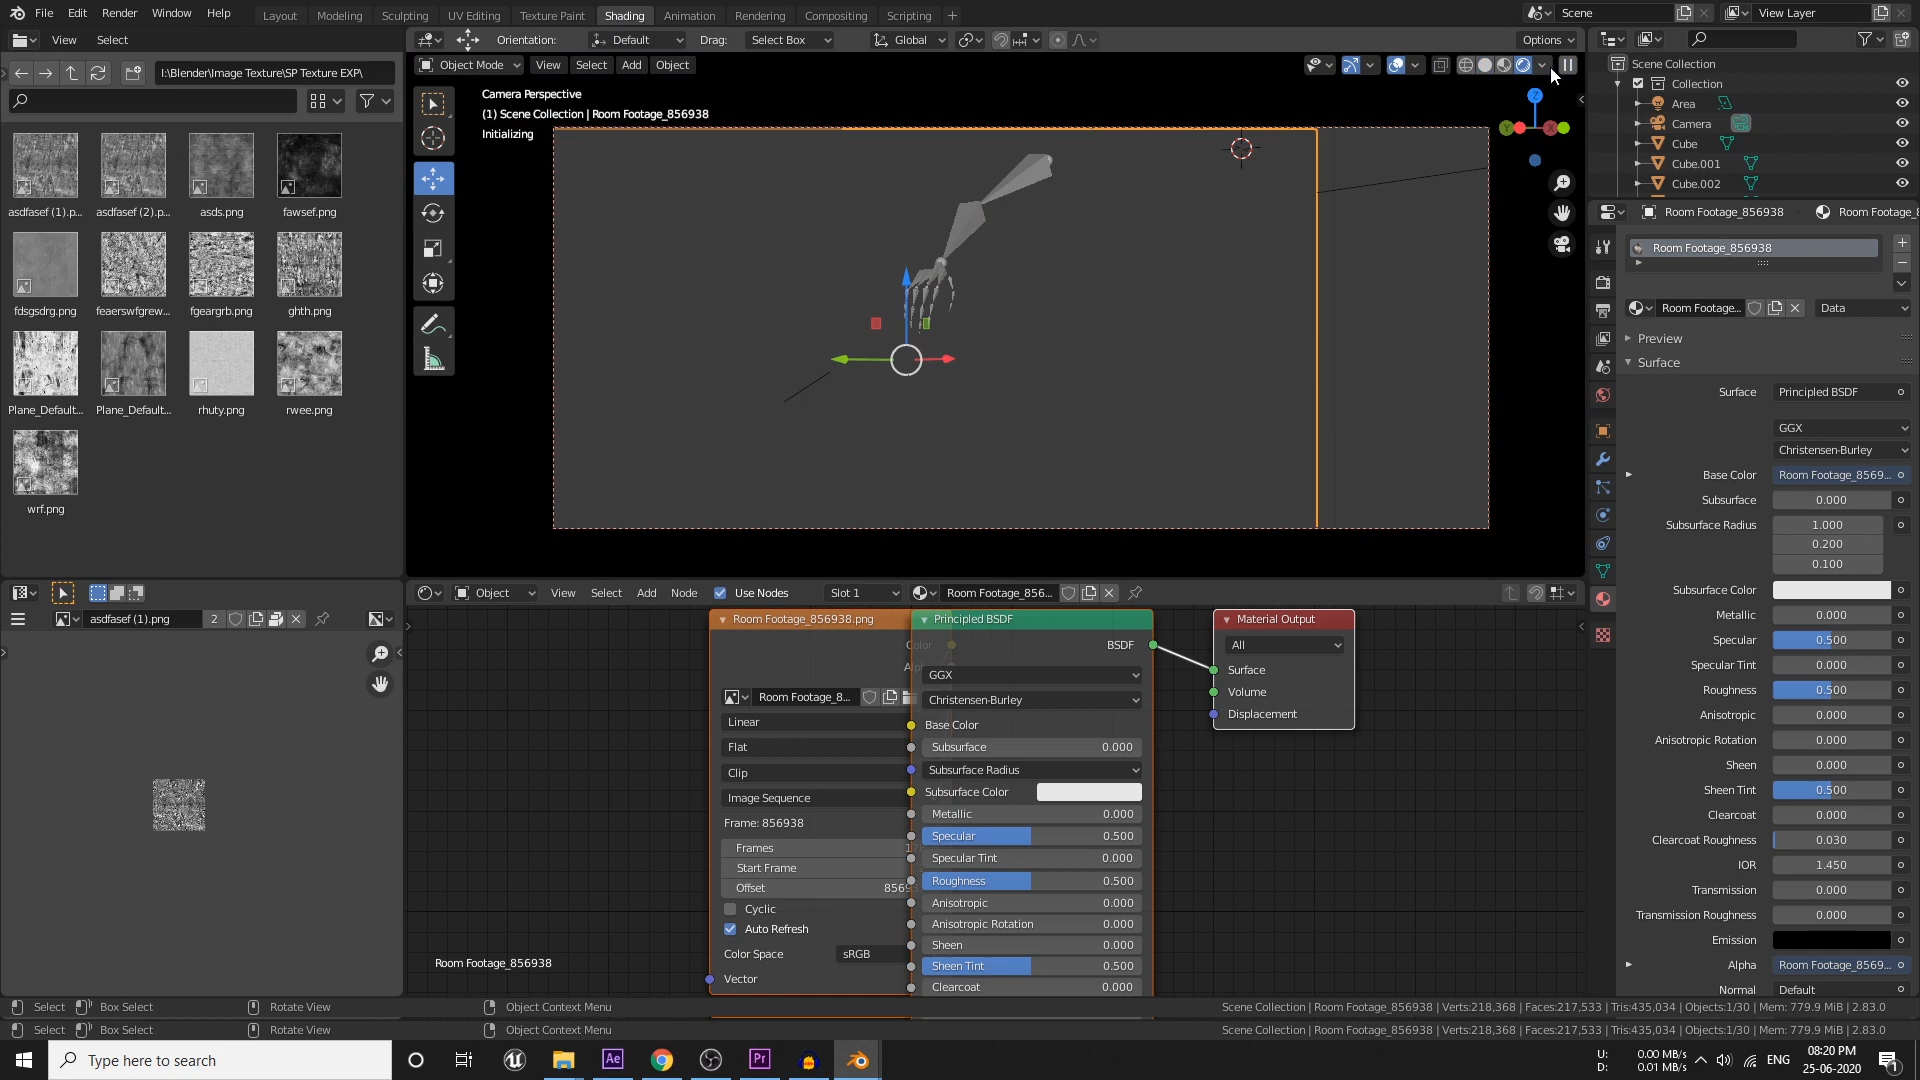 File Edit Render Window Help Layout Modeling Sculpting UV Editing Texture Paint Shading Animation Rendering Compositing Scripting + Scene View Layer
View Select
Orientation: Default Drag: Select Box Global Options
I:\Blender\Image Texture\SP Texture EXP\
Object Mode View Select Add Object
Camera Perspective
(1) Scene Collection | Room Footage_856938
Initializing
asdfasef (1).p... asdfasef (2).p... asds.png fawsef.png
fdsgsdrg.png feaerswfgrew... fgeargrb.png ghth.png
Plane_Default... Plane_Default... rhuty.png rwee.png
wrf.png
Z
Y
X
Scene Collection
Collection
Area
Camera
Cube
Cube.001
Cube.002
Room Footage_856938 Room Footage_
Room Footage_856938
Room Footage... Data
Preview
Surface
Surface Principled BSDF
GGX
Christensen-Burley
Base Color Room Footage_8569...
Subsurface 0.000
Subsurface Radius 1.000
0.200
0.100
Subsurface Color
Metallic 0.000
Specular 0.500
Specular Tint 0.000
Roughness 0.500
Anisotropic 0.000
Anisotropic Rotation 0.000
Sheen 0.000
Sheen Tint 0.500
Clearcoat 0.000
Clearcoat Roughness 0.030
IOR 1.450
Transmission 0.000
Transmission Roughness 0.000
Emission
Alpha Room Footage_8569...
Normal Default
asdfasef (1).png 2
Object View Select Add Node Use Nodes Slot 1 Room Footage_856...
Room Footage_856938.png
Color
Alp
Room Footage_8...
Linear
Flat
Clip
Image Sequence
Frame: 856938
Frames
Start Frame
Offset 8569
Cyclic
Auto Refresh
Color Space sRGB
Vector
Principled BSDF
BSDF
GGX
Christensen-Burley
Base Color
Subsurface 0.000
Subsurface Radius
Subsurface Color
Metallic 0.000
Specular 0.500
Specular Tint 0.000
Roughness 0.500
Anisotropic 0.000
Anisotropic Rotation 0.000
Sheen 0.000
Sheen Tint 0.500
Clearcoat 0.000
Material Output
All
Surface
Volume
Displacement
Room Footage_856938
Select Box Select Rotate View Object Context Menu Scene Collection | Room Footage_856938 | Verts:218,368 | Faces:217,533 | Tris:435,034 | Objects:1/30 | Mem: 779.9 MiB | 2.83.0
Select Box Select Rotate View Object Context Menu Scene Collection | Room Footage_856938 | Verts:218,368 | Faces:217,533 | Tris:435,034 | Objects:1/30 | Mem: 779.9 MiB | 2.83.0
Type here to search
Ae
Pr
U: 0.00 MB/s
D: 0.01 MB/s
ENG
08:20 PM
25-06-2020
1